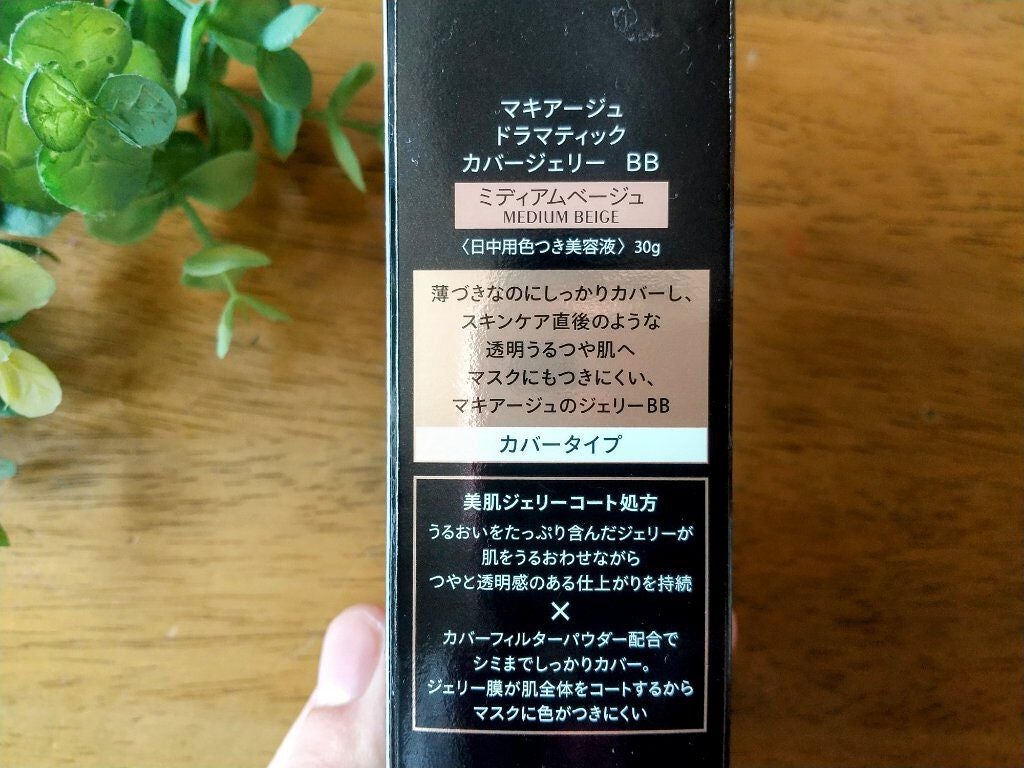 マキアージュ
ドラマティック
カバージェリー　BB
ミディアムベージュ
MEDIUM BEIGE
〈日中用色つき美容液〉30g
薄づきなのにしっかりカバーし、
スキンケア直後のような
透明うるつや肌へ
マスクにもつきにくい、
マキアージュのジェリーBB
カバータイプ
美肌ジェリーコート処方
うるおいをたっぷり含んだジェリーが
肌をうるおわせながら
つやと透明感のある仕上がりを持続
×
カバーフィルターパウダー配合で
シミまでしっかりカバー。
ジェリー膜が肌全体をコートするから
マスクに色がつきにくい